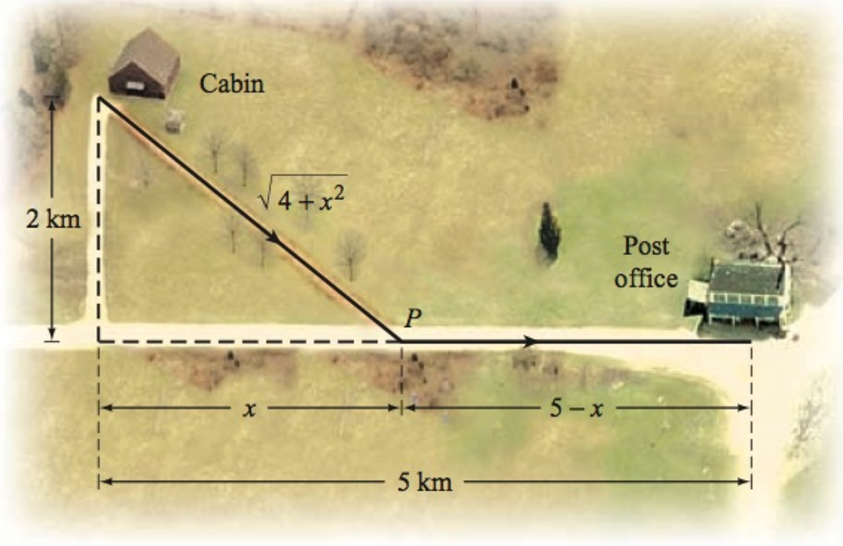 Cabin
√4 + x²
2 km
Post
office
P
x
5 – x
5 km